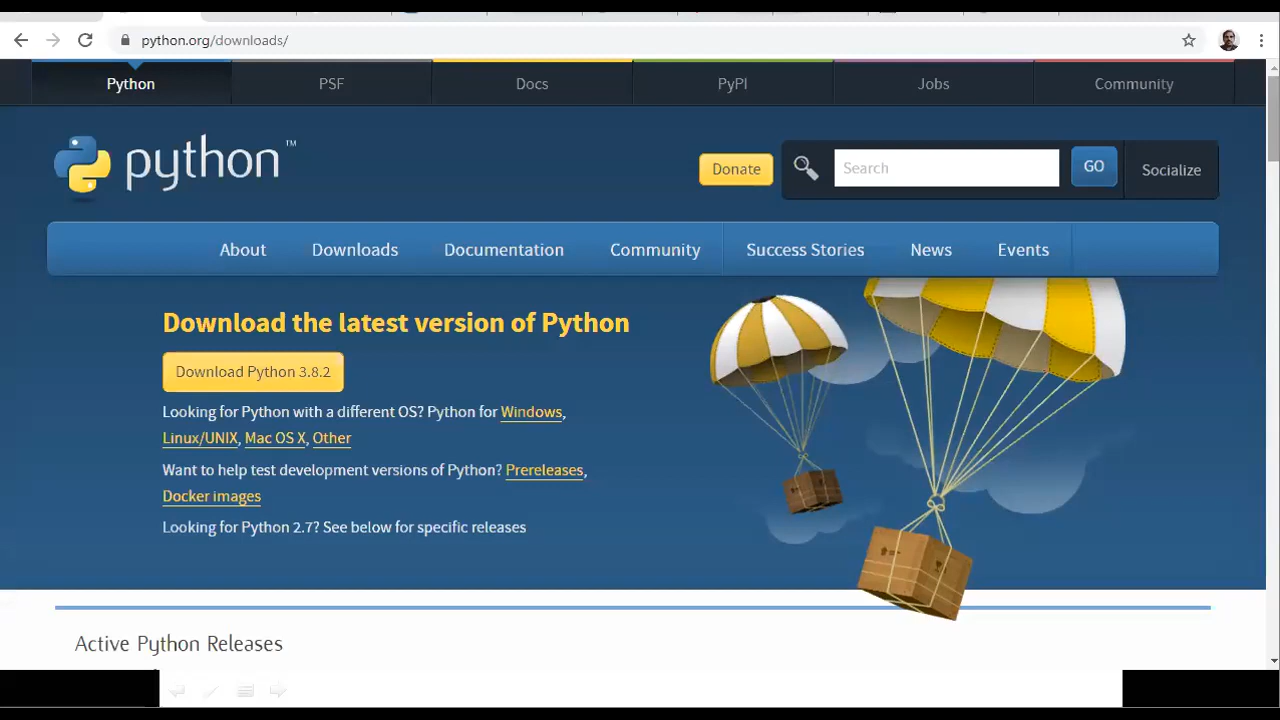 python.org/downloads/
Python PSF Docs PyPI Jobs Community
python™
Donate Search GO Socialize
About Downloads Documentation Community Success Stories News Events
Download the latest version of Python
Download Python 3.8.2
Looking for Python with a different OS? Python for Windows,
Linux/UNIX, Mac OS X, Other
Want to help test development versions of Python? Prereleases,
Docker images
Looking for Python 2.7? See below for specific releases
Active Python Releases